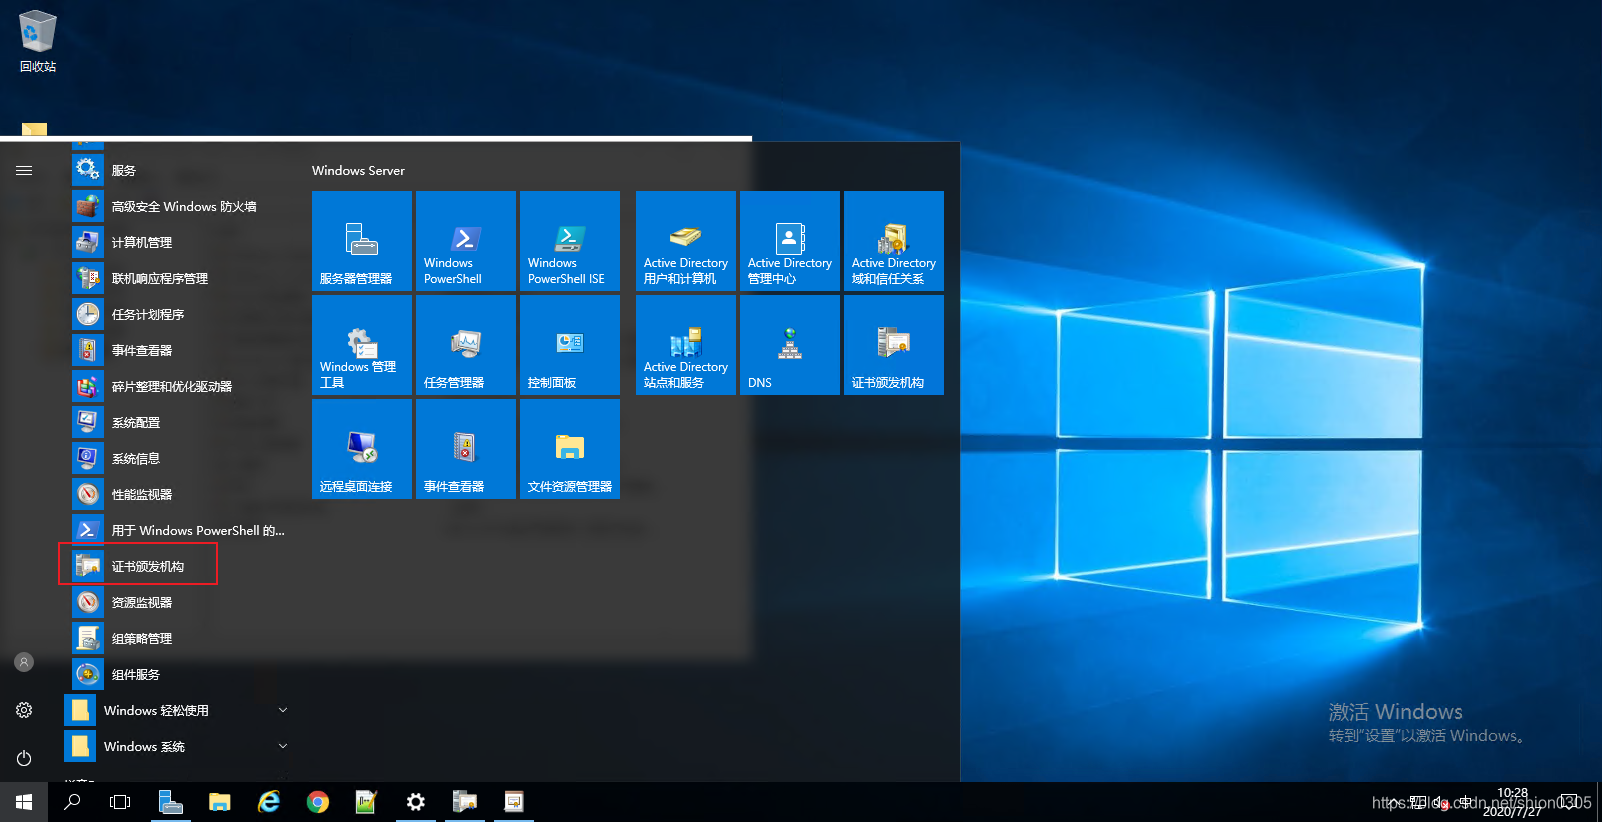 回收站
服务
高级安全 Windows 防火墙
计算机管理
联机响应程序管理
任务计划程序
事件查看器
碎片整理和优化驱动器
系统配置
系统信息
性能监视器
用于 Windows PowerShell 的...
证书颁发机构
资源监视器
组策略管理
组件服务
Windows 轻松使用
Windows 系统
Windows Server
服务器管理器
Windows
PowerShell
Windows
PowerShell ISE
Active Directory
用户和计算机
Active Directory
管理中心
Active Directory
域和信任关系
Windows 管理
工具
任务管理器
控制面板
Active Directory
站点和服务
DNS
证书颁发机构
远程桌面连接
事件查看器
文件资源管理器
激活 Windows
转到"设置"以激活 Windows。
中
10:28
2020/7/27
https://blog.csdn.net/shion0305